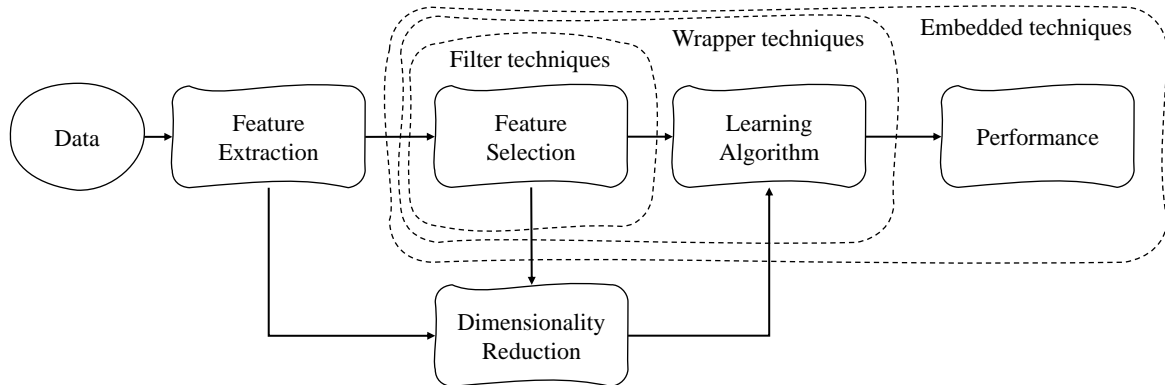 Embedded techniques
Wrapper techniques
Filter techniques
Data
Feature
Extraction
Feature
Selection
Learning
Algorithm
Performance
Dimensionality
Reduction